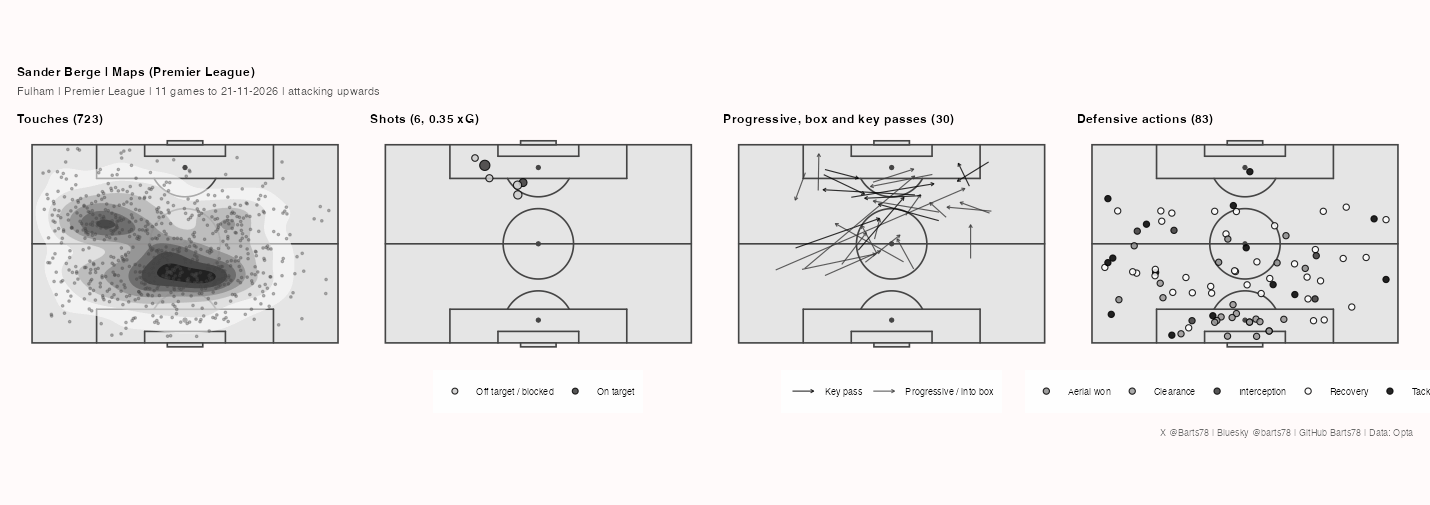 Sander Berge | Maps (Premier League)
Fulham | Premier League | 11 games to 21-11-2026 | attacking upwards
Touches (723)
Shots (6, 0.35 xG)
Progressive, box and key passes (30)
Defensive actions (83)
Off target / blocked
On target
Key pass
Progressive / into box
Aerial won
Clearance
Interception
Recovery
Tack
X @Barts78 | Bluesky @barts78 | GitHub Barts78 | Data: Opta